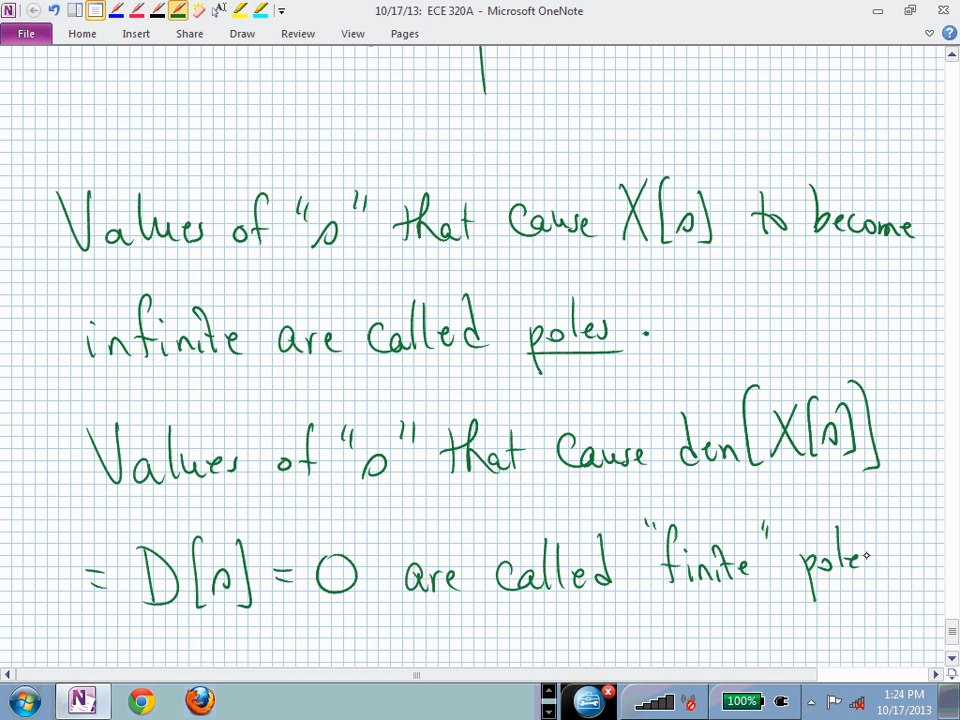 10/17/13: ECE 320A - Microsoft OneNote
File Home Insert Share Draw Review View Pages
Values of "s" that cause X[s] to become
infinite are called poles.
Values of "s" that cause den[X[s]]
= D[s] = 0 are called "finite" pole
100%
1:24 PM
10/17/2013